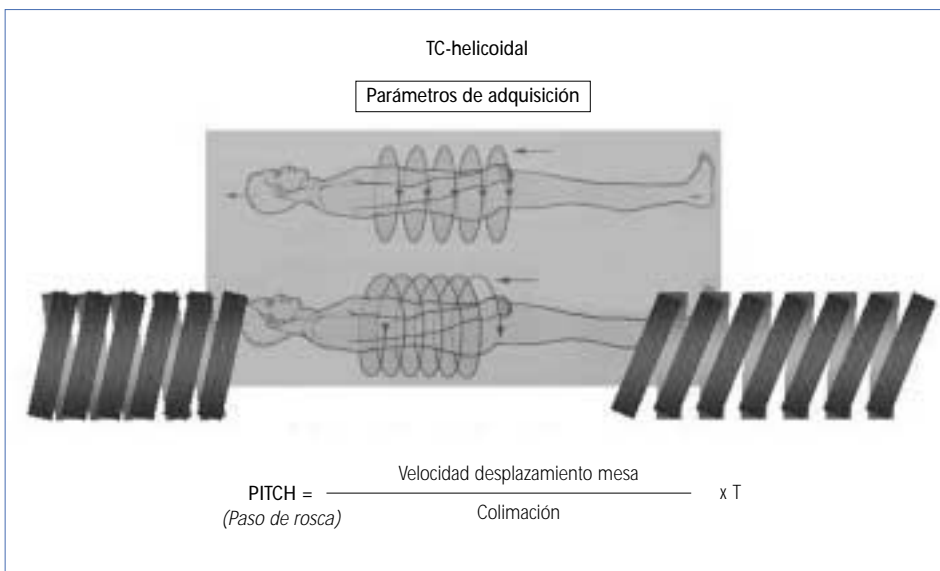 TC-helicoidal
Parámetros de adquisición
Velocidad desplazamiento mesa
PITCH = x T
(Paso de rosca) Colimación